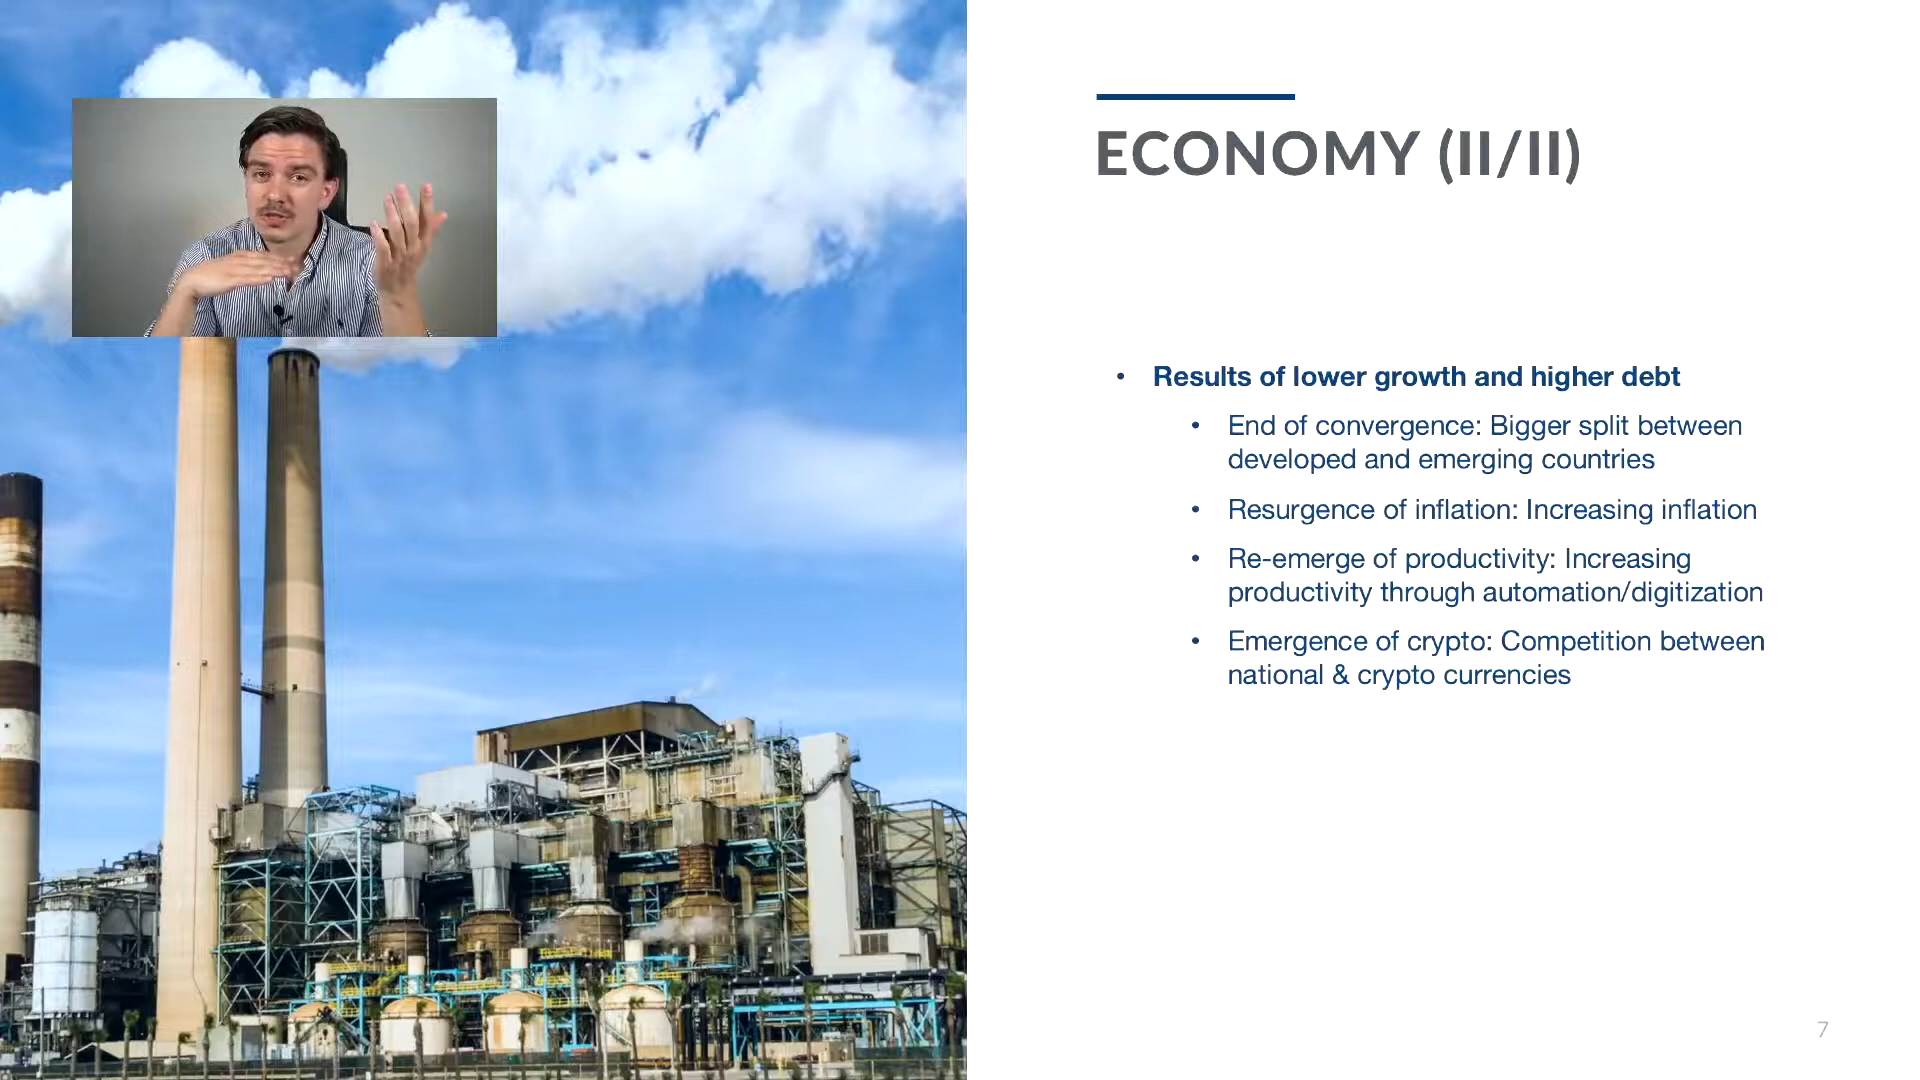 ECONOMY (II/II)
• Results of lower growth and higher debt
• End of convergence: Bigger split between
developed and emerging countries
• Resurgence of inflation: Increasing inflation
• Re-emerge of productivity: Increasing
productivity through automation/digitization
• Emergence of crypto: Competition between
national & crypto currencies
7